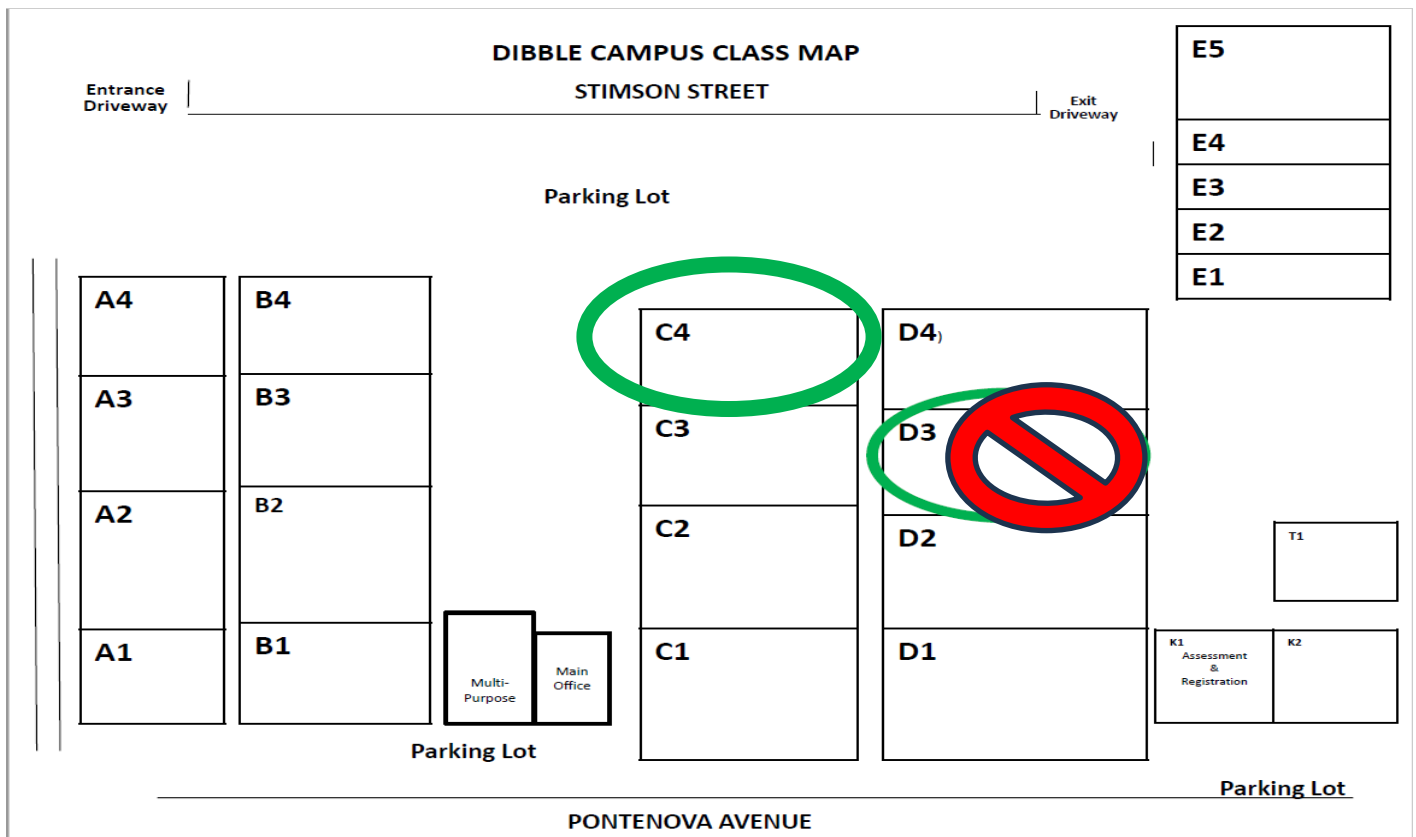 DIBBLE CAMPUS CLASS MAP
STIMSON STREET
Entrance
Driveway
Exit
Driveway
Parking Lot
E5
E4
E3
E2
E1
A4
A3
A2
A1
B4
B3
B2
B1
Multi-
Purpose
Main
Office
C4
C3
C2
C1
D4)
D3
D2
D1
T1
K1
Assessment
&
Registration
K2
Parking Lot
Parking Lot
PONTENOVA AVENUE